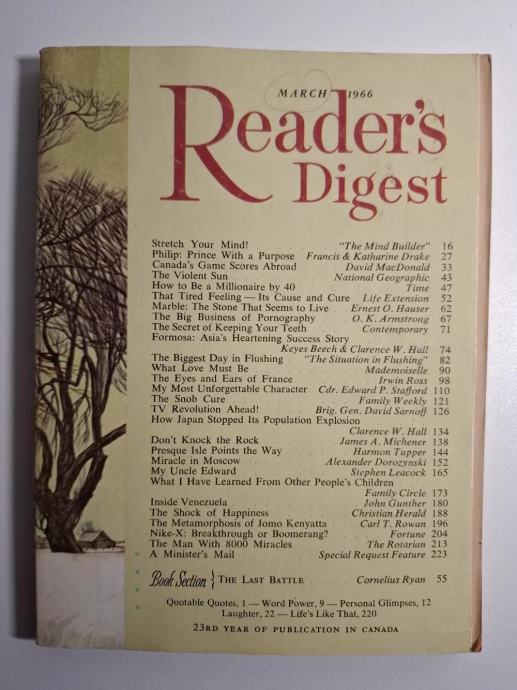 MARCH 1966
Reader's
Digest
Stretch Your Mind! "The Mind Builder" 16
Philip: Prince With a Purpose Francis & Katharine Drake 27
Canada's Game Scores Abroad David MacDonald 33
The Violent Sun National Geographic 43
How to Be a Millionaire by 40 Time 47
That Tired Feeling — Its Cause and Cure Life Extension 52
Marble: The Stone That Seems to Live Ernest O. Hauser 62
The Big Business of Pornography O. K. Armstrong 67
The Secret of Keeping Your Teeth Contemporary 71
Formosa: Asia's Heartening Success Story
Keyes Beech & Clarence W. Hall 74
The Biggest Day in Flushing "The Situation in Flushing" 82
What Love Must Be Mademoiselle 90
The Eyes and Ears of France Irwin Ross 98
My Most Unforgettable Character Cdr. Edward P. Stafford 110
The Snob Cure Family Weekly 121
TV Revolution Ahead! Brig. Gen. David Sarnoff 126
How Japan Stopped Its Population Explosion
Clarence W. Hall 134
Don't Knock the Rock James A. Michener 138
Presque Isle Points the Way Harmon Tupper 144
Miracle in Moscow Alexander Dorozynski 152
My Uncle Edward Stephen Leacock 165
What I Have Learned From Other People's Children
Family Circle 173
Inside Venezuela John Gunther 180
The Shock of Happiness Christian Herald 188
The Metamorphosis of Jomo Kenyatta Carl T. Rowan 196
Nike-X: Breakthrough or Boomerang? Fortune 204
The Man With 8000 Miracles The Rotarian 213
A Minister's Mail Special Request Feature 223
Book Section { THE LAST BATTLE Cornelius Ryan 55
Quotable Quotes, 1 — Word Power, 9 — Personal Glimpses, 12
Laughter, 22 — Life's Like That, 220
23RD YEAR OF PUBLICATION IN CANADA